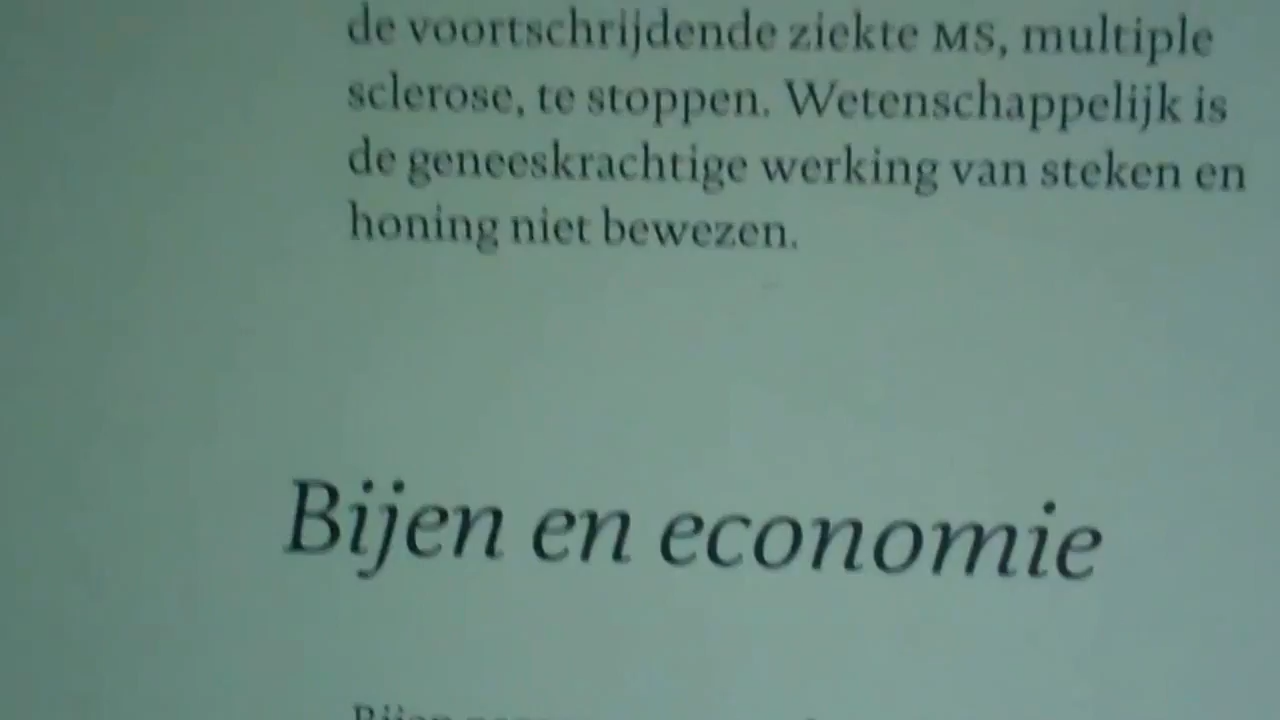 de voortschrijdende ziekte MS, multiple
sclerose, te stoppen. Wetenschappelijk is
de geneeskrachtige werking van steken en
honing niet bewezen.
Bijen en economie
Bijen